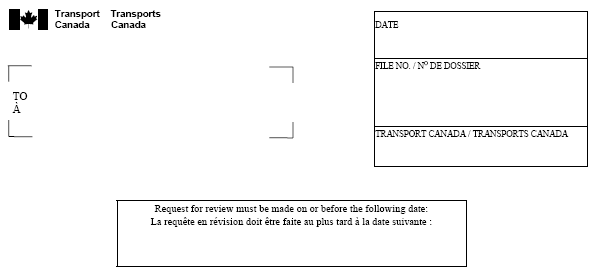 Transport Transports
Canada Canada
DATE
FILE NO. / Nº DE DOSSIER
TO
À
TRANSPORT CANADA / TRANSPORTS CANADA
Request for review must be made on or before the following date:
La requête en révision doit être faite au plus tard à la date suivante :